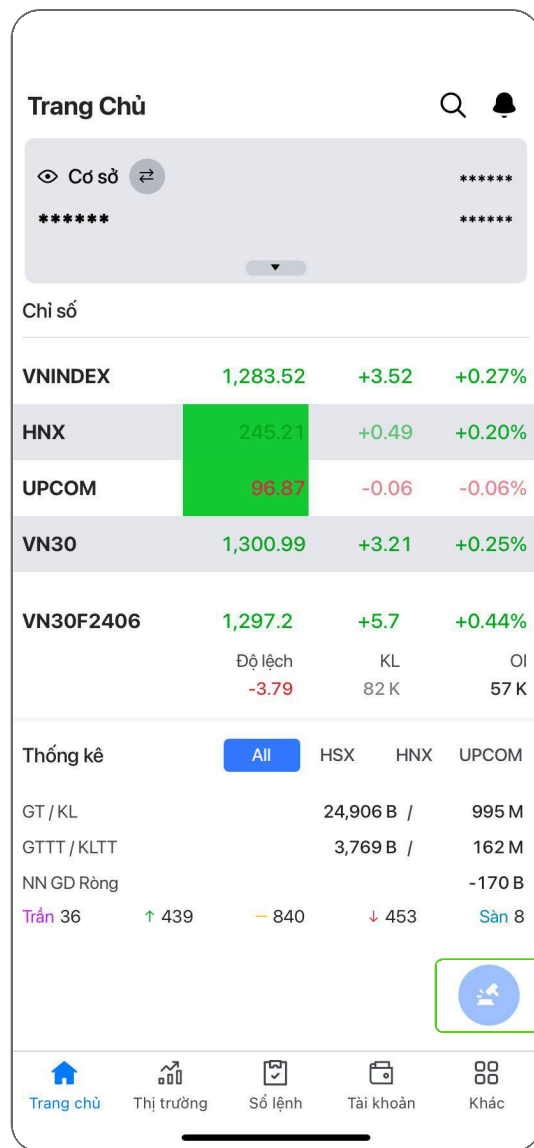 Trang Chủ
Cơ sở ******
****** ******
Chỉ số
VNINDEX 1,283.52 +3.52 +0.27%
HNX 245.21 +0.49 +0.20%
UPCOM 96.87 -0.06 -0.06%
VN30 1,300.99 +3.21 +0.25%
VN30F2406 1,297.2 +5.7 +0.44%
Độ lệch KL OI
-3.79 82 K 57 K
Thống kê All HSX HNX UPCOM
GT / KL 24,906 B / 995 M
GTTT / KLTT 3,769 B / 162 M
NN GD Ròng -170 B
Trần 36 ↑ 439 — 840 ↓ 453 Sàn 8
Trang chủ Thị trường Sổ lệnh Tài khoản Khác